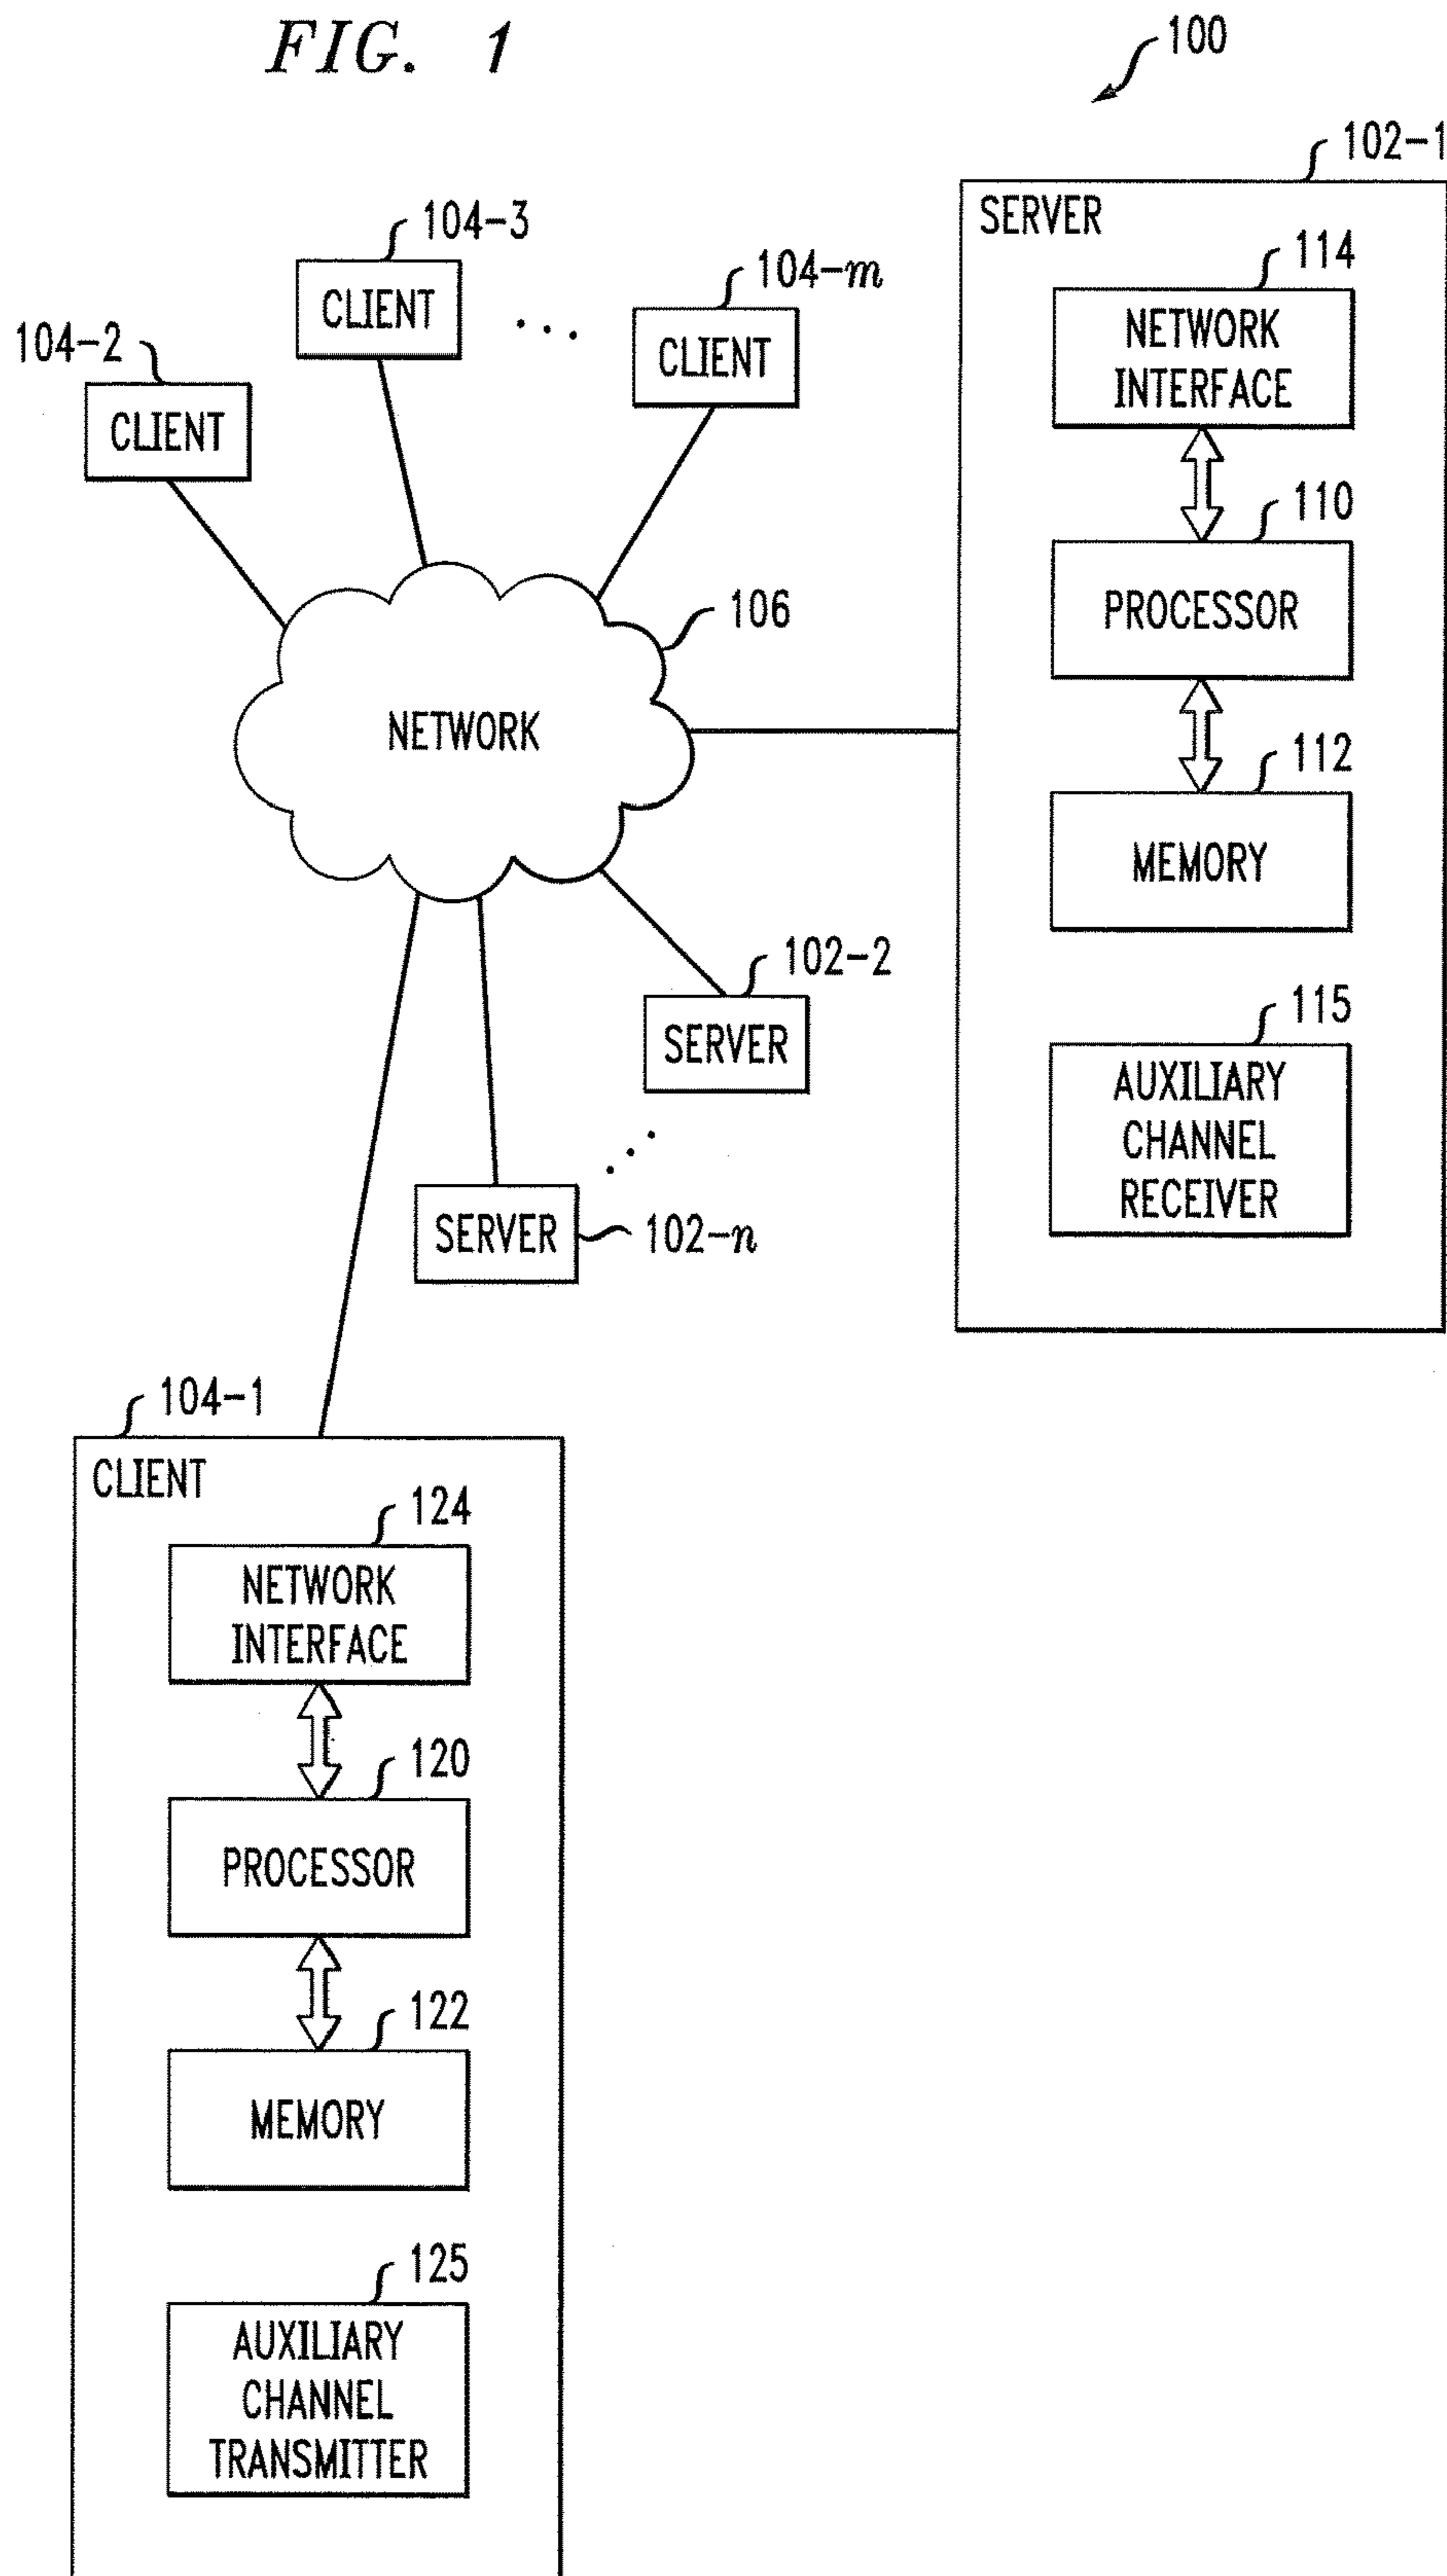 FIG. 1
100
102-1
SERVER
104-3
CLIENT
104-m
CLIENT
104-2
CLIENT
114
NETWORK
INTERFACE
110
PROCESSOR
106
NETWORK
112
MEMORY
102-2
SERVER
115
AUXILIARY
CHANNEL
RECEIVER
SERVER
102-n
104-1
CLIENT
124
NETWORK
INTERFACE
120
PROCESSOR
122
MEMORY
125
AUXILIARY
CHANNEL
TRANSMITTER